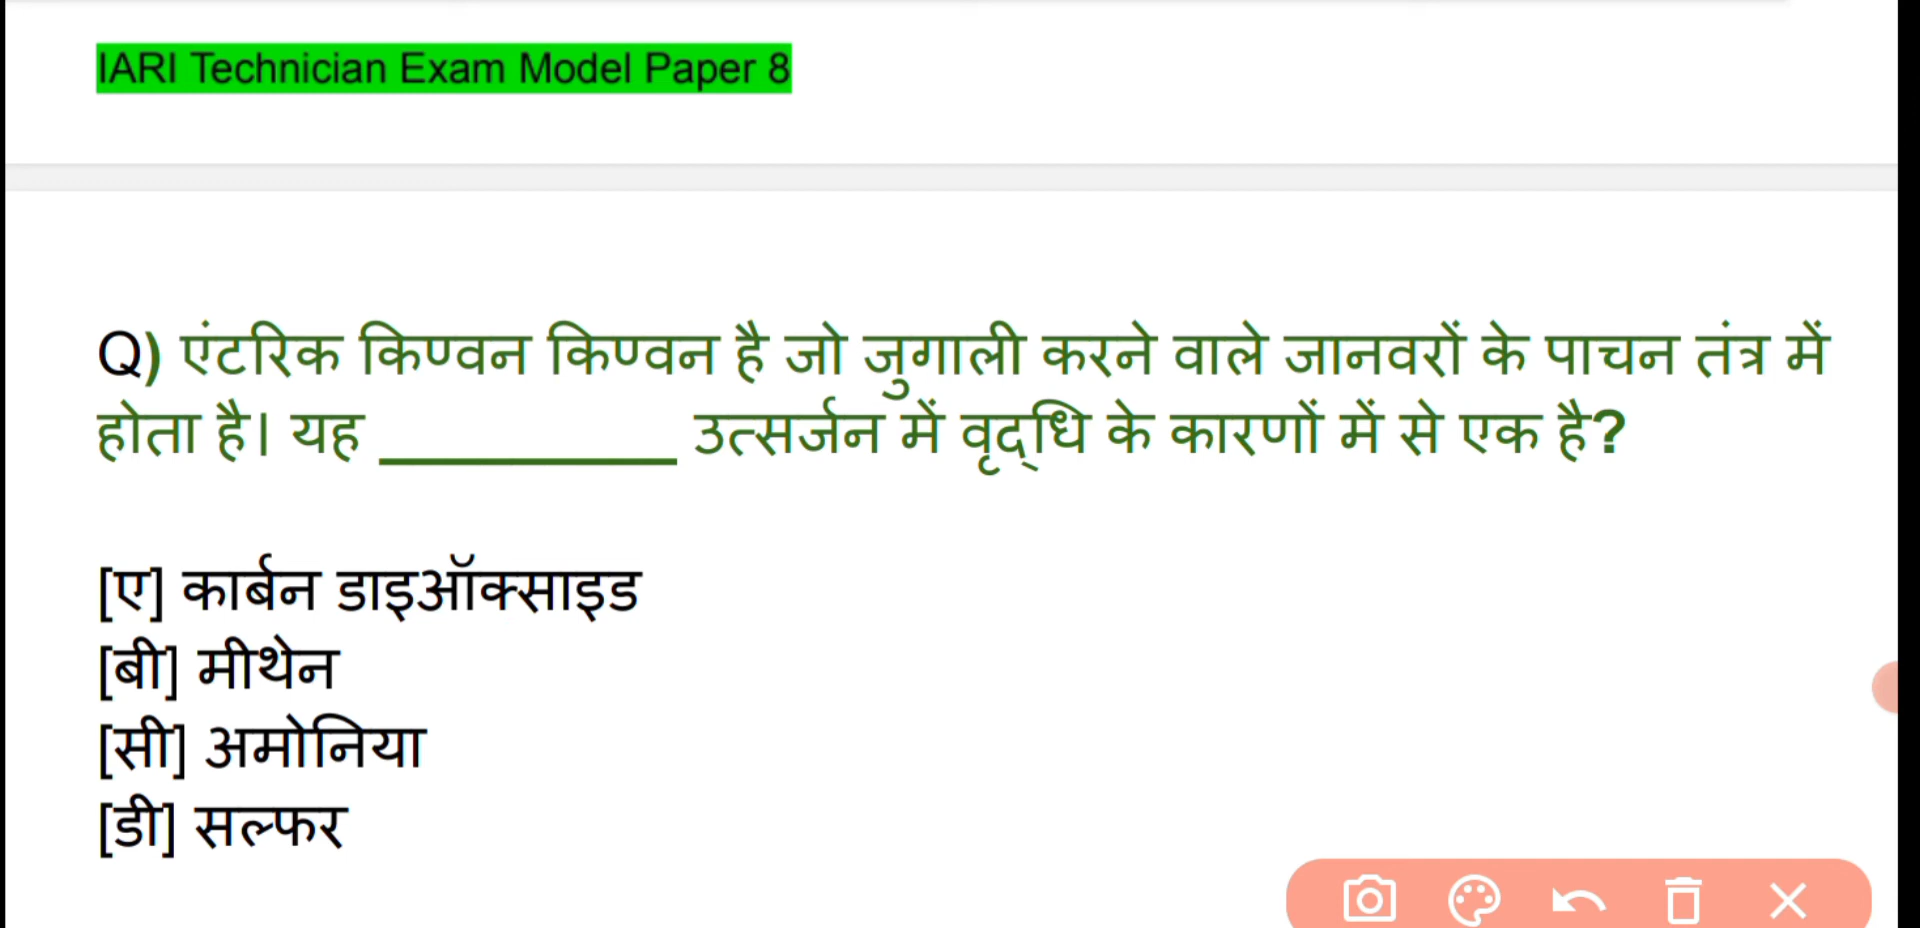 IARI Technician Exam Model Paper 8
Q) एंटरिक किण्वन किण्वन है जो जुगाली करने वाले जानवरों के पाचन तंत्र में
होता है। यह __________ उत्सर्जन में वृद्धि के कारणों में से एक है?
[ए] कार्बन डाइऑक्साइड
[बी] मीथेन
[सी] अमोनिया
[डी] सल्फर